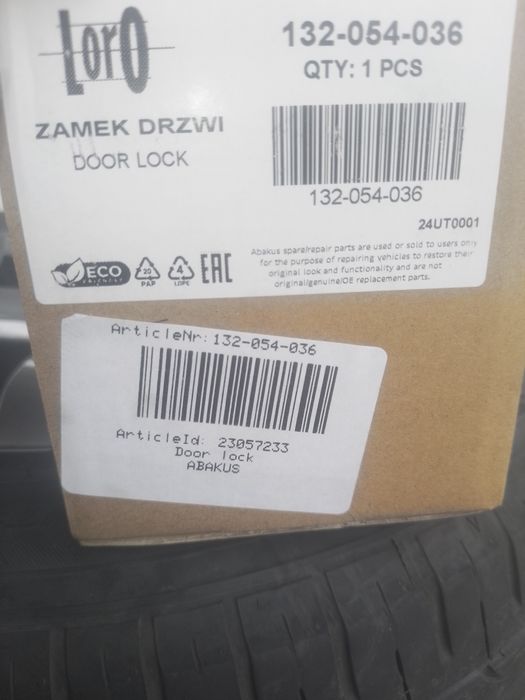 LorO
132-054-036
QTY: 1 PCS
ZAMEK DRZWI
DOOR LOCK
132-054-036
24UT0001
Abakus spare/repair parts are used or sold to users only
for the purpose of repairing vehicles to restore their
original look and functionality and are not
original/genuine/OE replacement parts.
ECO
FRIENDLY
20
PAP
4
LDPE
EAC
ArticleNr: 132-054-036
ArticleId: 23057233
Door lock
ABAKUS